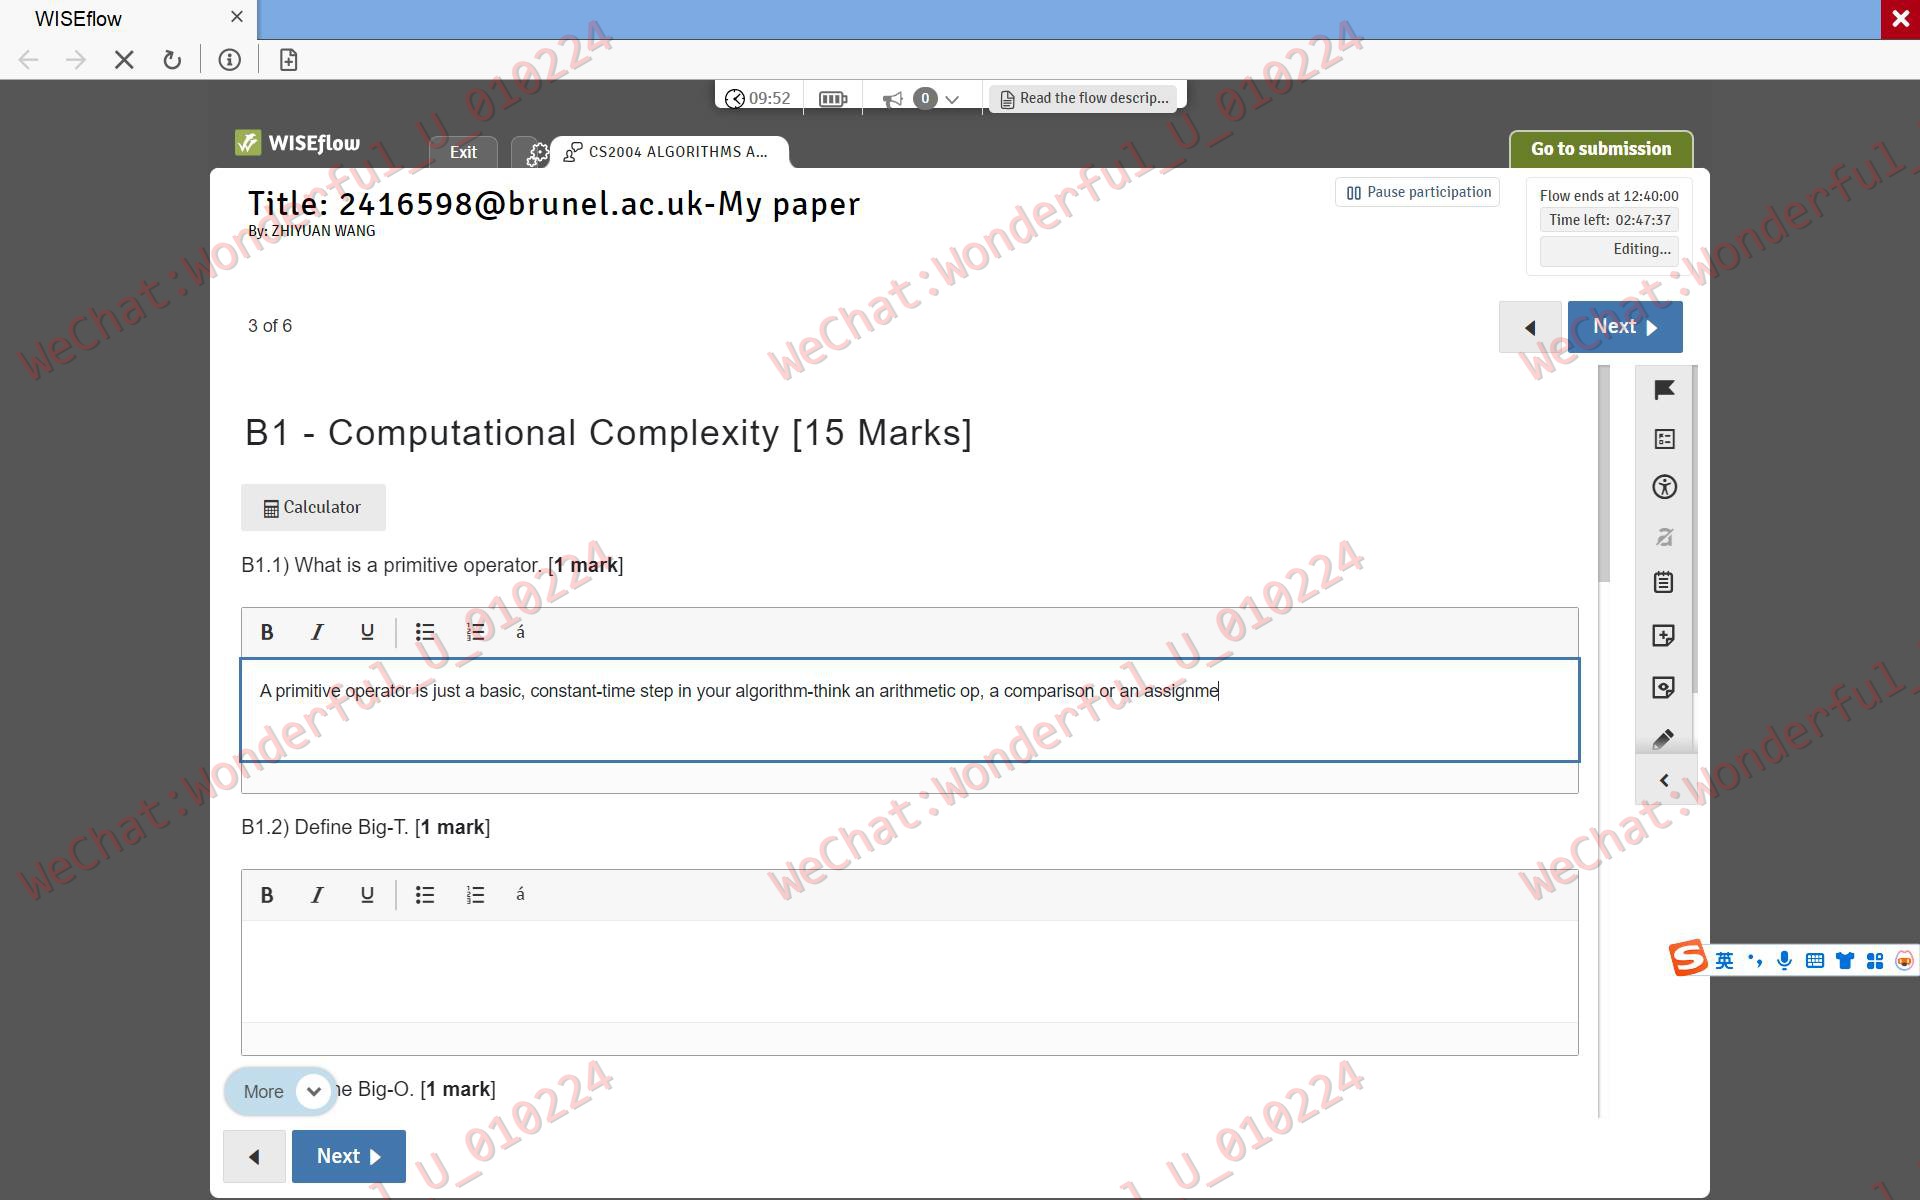 WISEflow
09:52
0
Read the flow descrip...
WISEflow
Exit
CS2004 ALGORITHMS A...
Go to submission
Title: 2416598@brunel.ac.uk-My paper
By: ZHIYUAN WANG
Pause participation
Flow ends at 12:40:00
Time left: 02:47:37
Editing...
3 of 6
Next
B1 - Computational Complexity [15 Marks]
Calculator
B1.1) What is a primitive operator. [1 mark]
B I U á
A primitive operator is just a basic, constant-time step in your algorithm-think an arithmetic op, a comparison or an assignme
B1.2) Define Big-T. [1 mark]
B I U á
英
More
ne Big-O. [1 mark]
Next
WeChat:Wonderful_U_010224
WeChat:Wonderful_U_010224
WeChat:Wonderful_
WeChat:Wonderful_U_010224
WeChat:Wonderful_U_010224
WeChat:Wonderful_
U_010224
U_010224